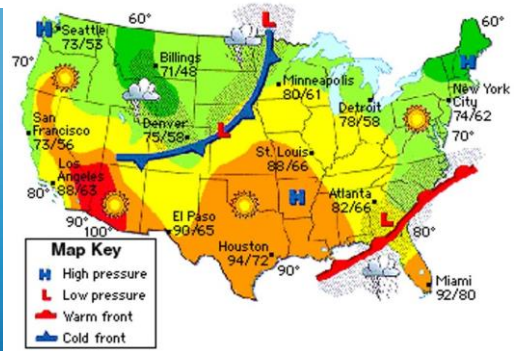 60°
L
60°
H
Seattle
73/53
Billings
71/48
H
70°
Minneapolis
80/61
New York
City
74/62
Detroit
78/58
San
Francisco
73/56
Denver
75/58
L
70°
St. Louis
88/66
Los
Angeles
88/63
Atlanta
82/66
80°
H
L
90°
100°
El Paso
90/65
80°
Houston
94/72
90°
Miami
92/80
Map Key
H High pressure
L Low pressure
Warm front
Cold front